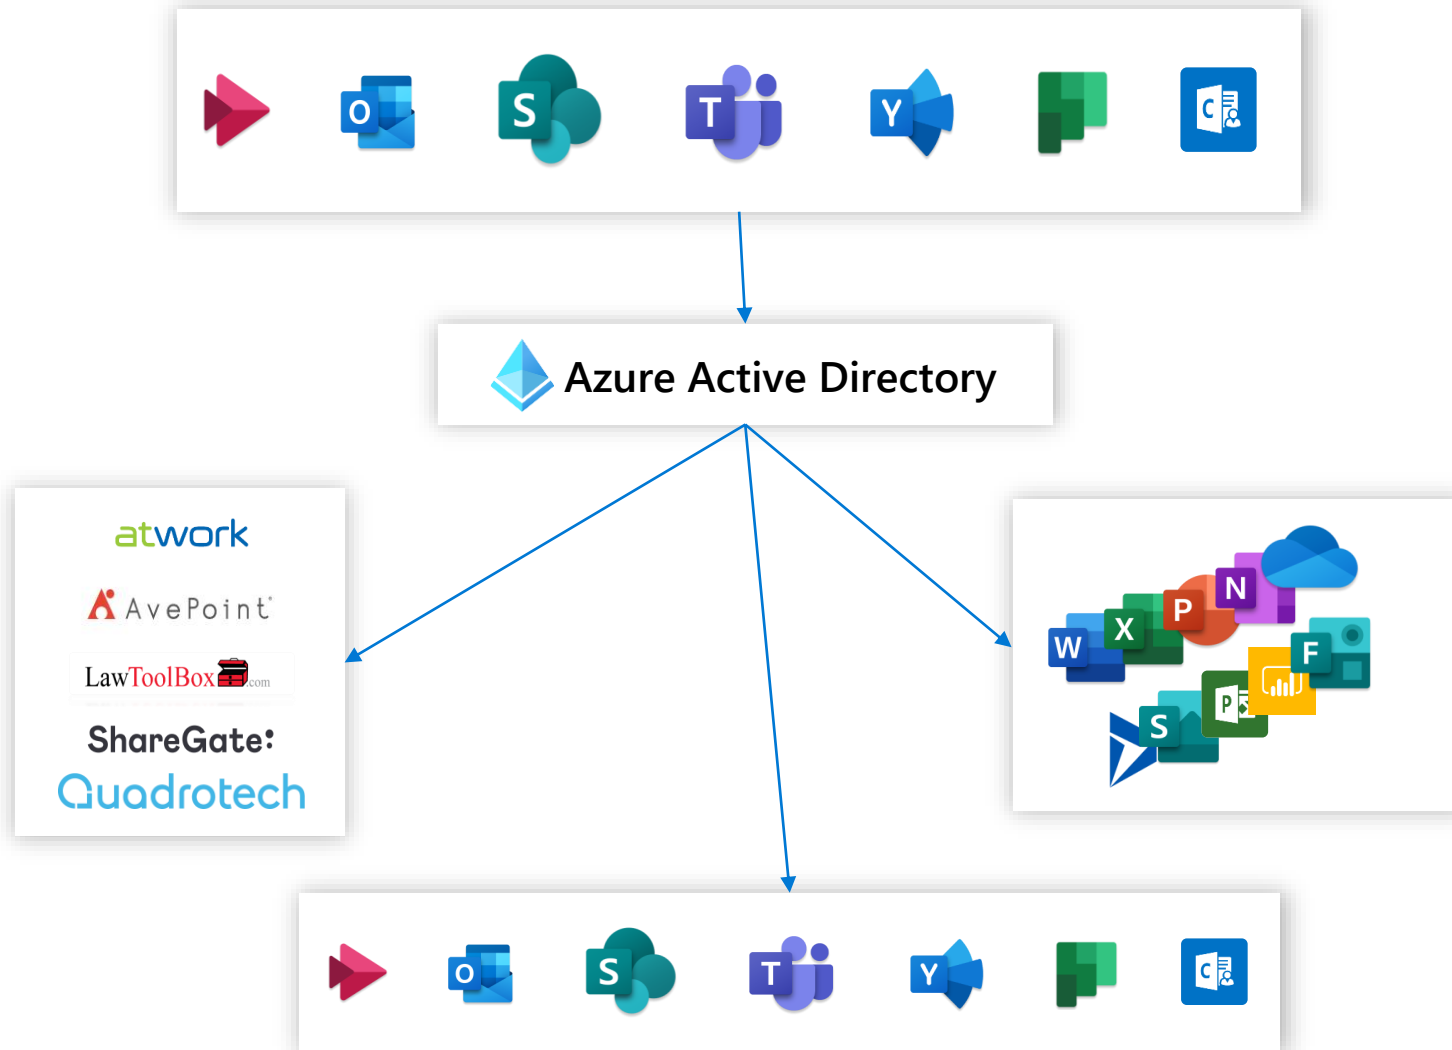 O S T Y C
Azure Active Directory
atwork
AvePoint®
LawToolBox.com
ShareGate:
Quadrotech
N
P
X
W
F
P
S
O S T Y C